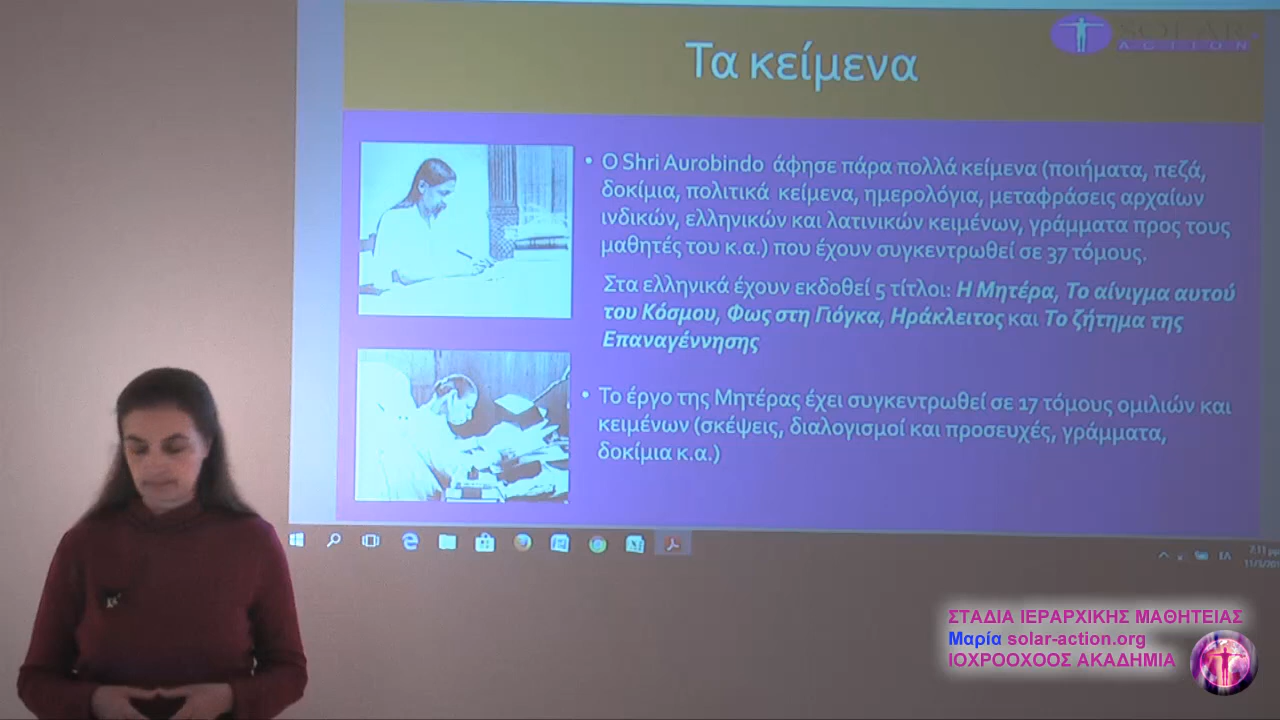 SOLAR
ACTION
Τα κείμενα
• Ο Shri Aurobindo άφησε πάρα πολλά κείμενα (ποιήματα, πεζά,
δοκίμια, πολιτικά κείμενα, ημερολόγια, μεταφράσεις αρχαίων
ινδικών, ελληνικών και λατινικών κειμένων, γράμματα προς τους
μαθητές του κ.α.) που έχουν συγκεντρωθεί σε 37 τόμους.
Στα ελληνικά έχουν εκδοθεί 5 τίτλοι: Η Μητέρα, Το αίνιγμα αυτού
του Κόσμου, Φως στη Γιόγκα, Ηράκλειτος και Το ζήτημα της
Επαναγέννησης
• Το έργο της Μητέρας έχει συγκεντρωθεί σε 17 τόμους ομιλιών και
κειμένων (σκέψεις, διαλογισμοί και προσευχές, γράμματα,
δοκίμια κ.α.)
ΕΛ
2:11 μμ
ΣΤΑΔΙΑ ΙΕΡΑΡΧΙΚΗΣ ΜΑΘΗΤΕΙΑΣ
Μαρία solar-action.org
ΙΟΧΡΟΟΧΟΟΣ ΑΚΑΔΗΜΙΑ